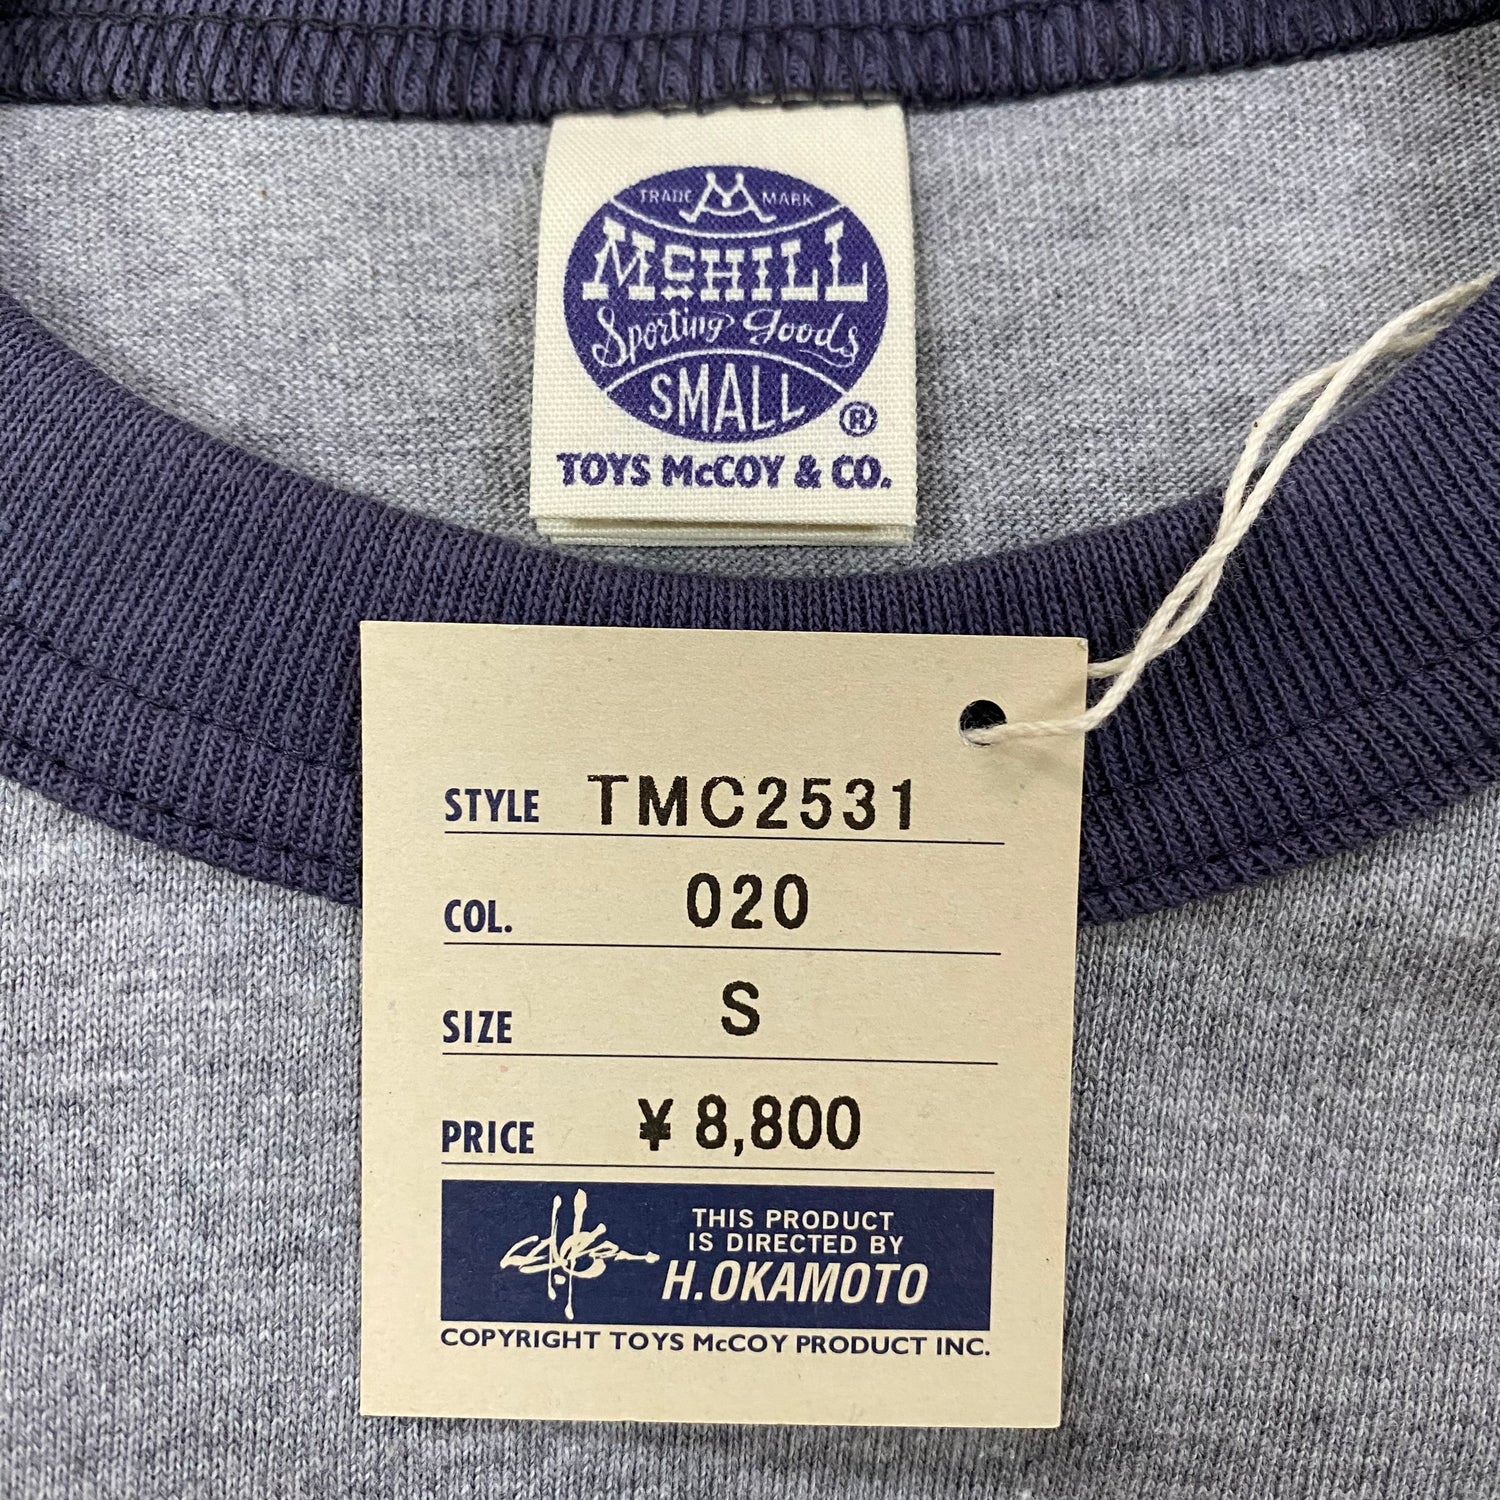 TRADE MARK
McHILL
Sporting Goods
SMALL
®
TOYS McCOY & CO.
STYLE TMC2531
COL. 020
SIZE S
PRICE ¥8,800
THIS PRODUCT
IS DIRECTED BY
H.OKAMOTO
COPYRIGHT TOYS McCOY PRODUCT INC.